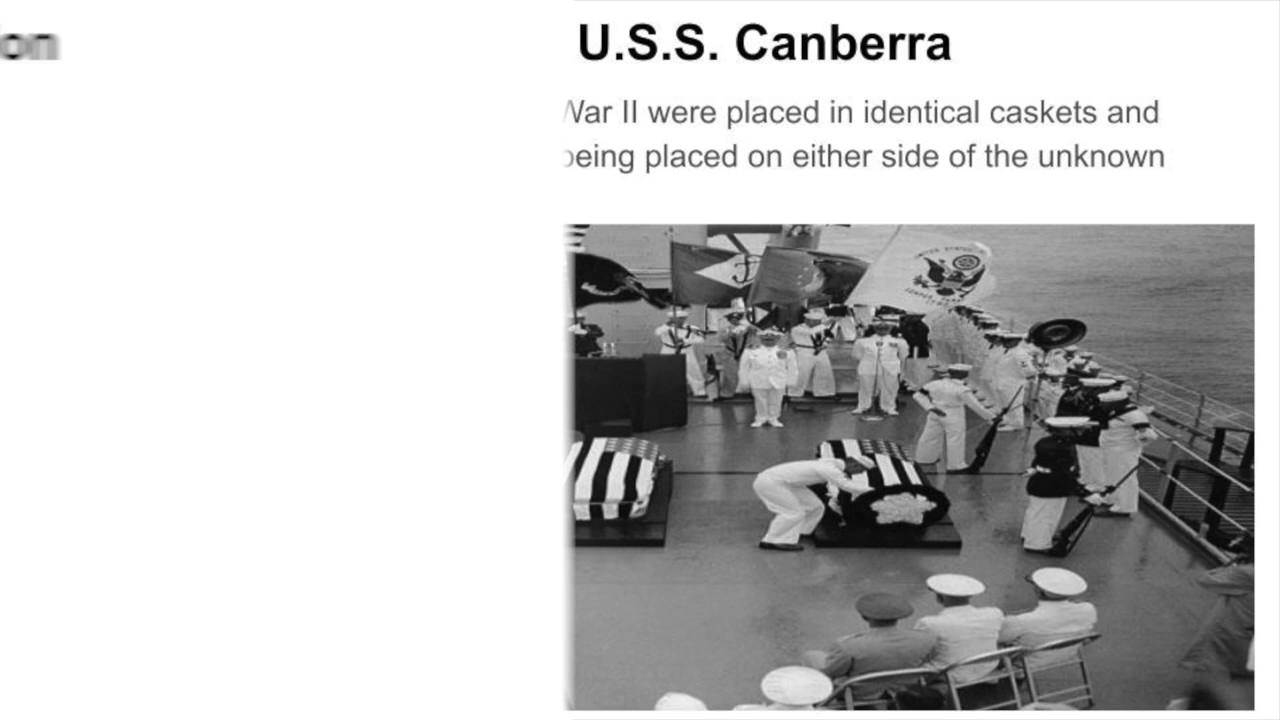 U.S.S. Canberra
War II were placed in identical caskets and
being placed on either side of the unknown